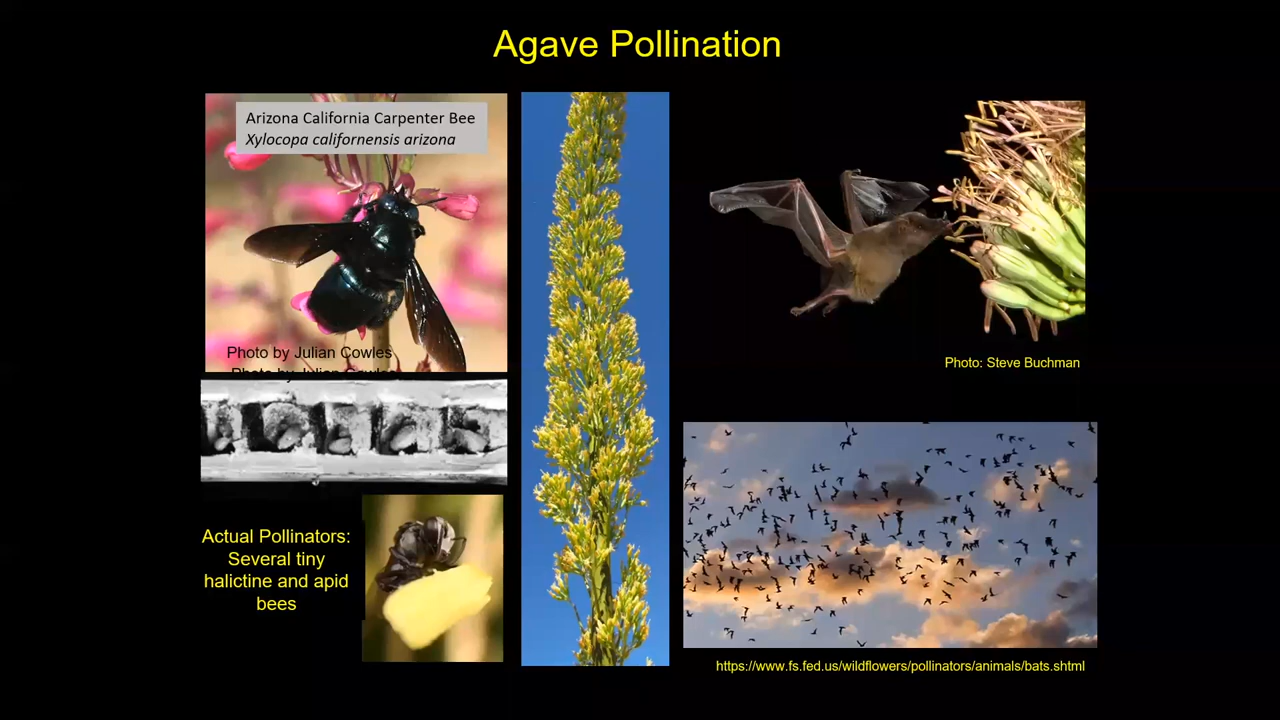 Agave Pollination
Arizona California Carpenter Bee
Xylocopa californensis arizona
Photo by Julian Cowles
Photo by Julian Cowles
Actual Pollinators:
Several tiny
halictine and apid
bees
Photo: Steve Buchman
https://www.fs.fed.us/wildflowers/pollinators/animals/bats.shtml